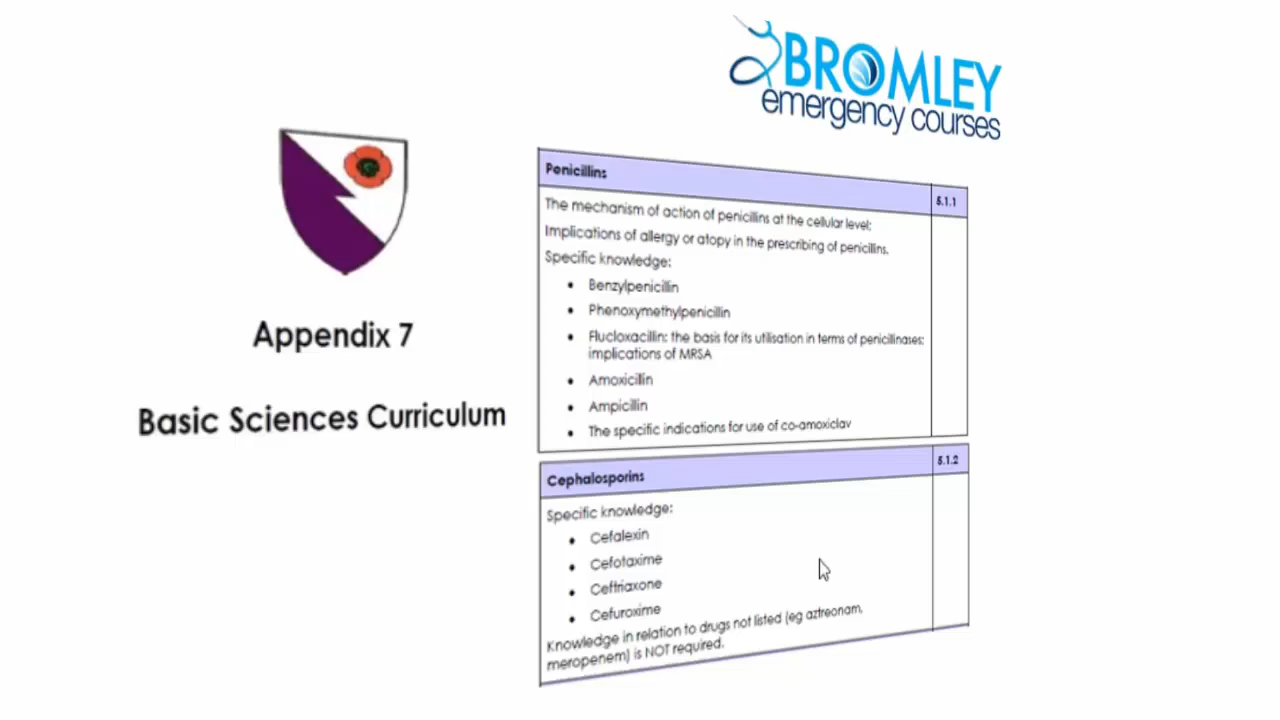 BROMLEY
emergency courses
Appendix 7
Basic Sciences Curriculum
Penicillins
5.1.1
The mechanism of action of penicillins at the cellular level;
Implications of allergy or atopy in the prescribing of penicillins.
Specific knowledge:
• Benzylpenicillin
• Phenoxymethylpenicillin
• Flucloxacillin: the basis for its utilisation in terms of penicillinases;
implications of MRSA
• Amoxicillin
• Ampicillin
• The specific indications for use of co-amoxiclav
Cephalosporins
5.1.2
Specific knowledge:
• Cefalexin
• Cefotaxime
• Ceftriaxone
• Cefuroxime
Knowledge in relation to drugs not listed (eg aztreonam,
meropenem) is NOT required.